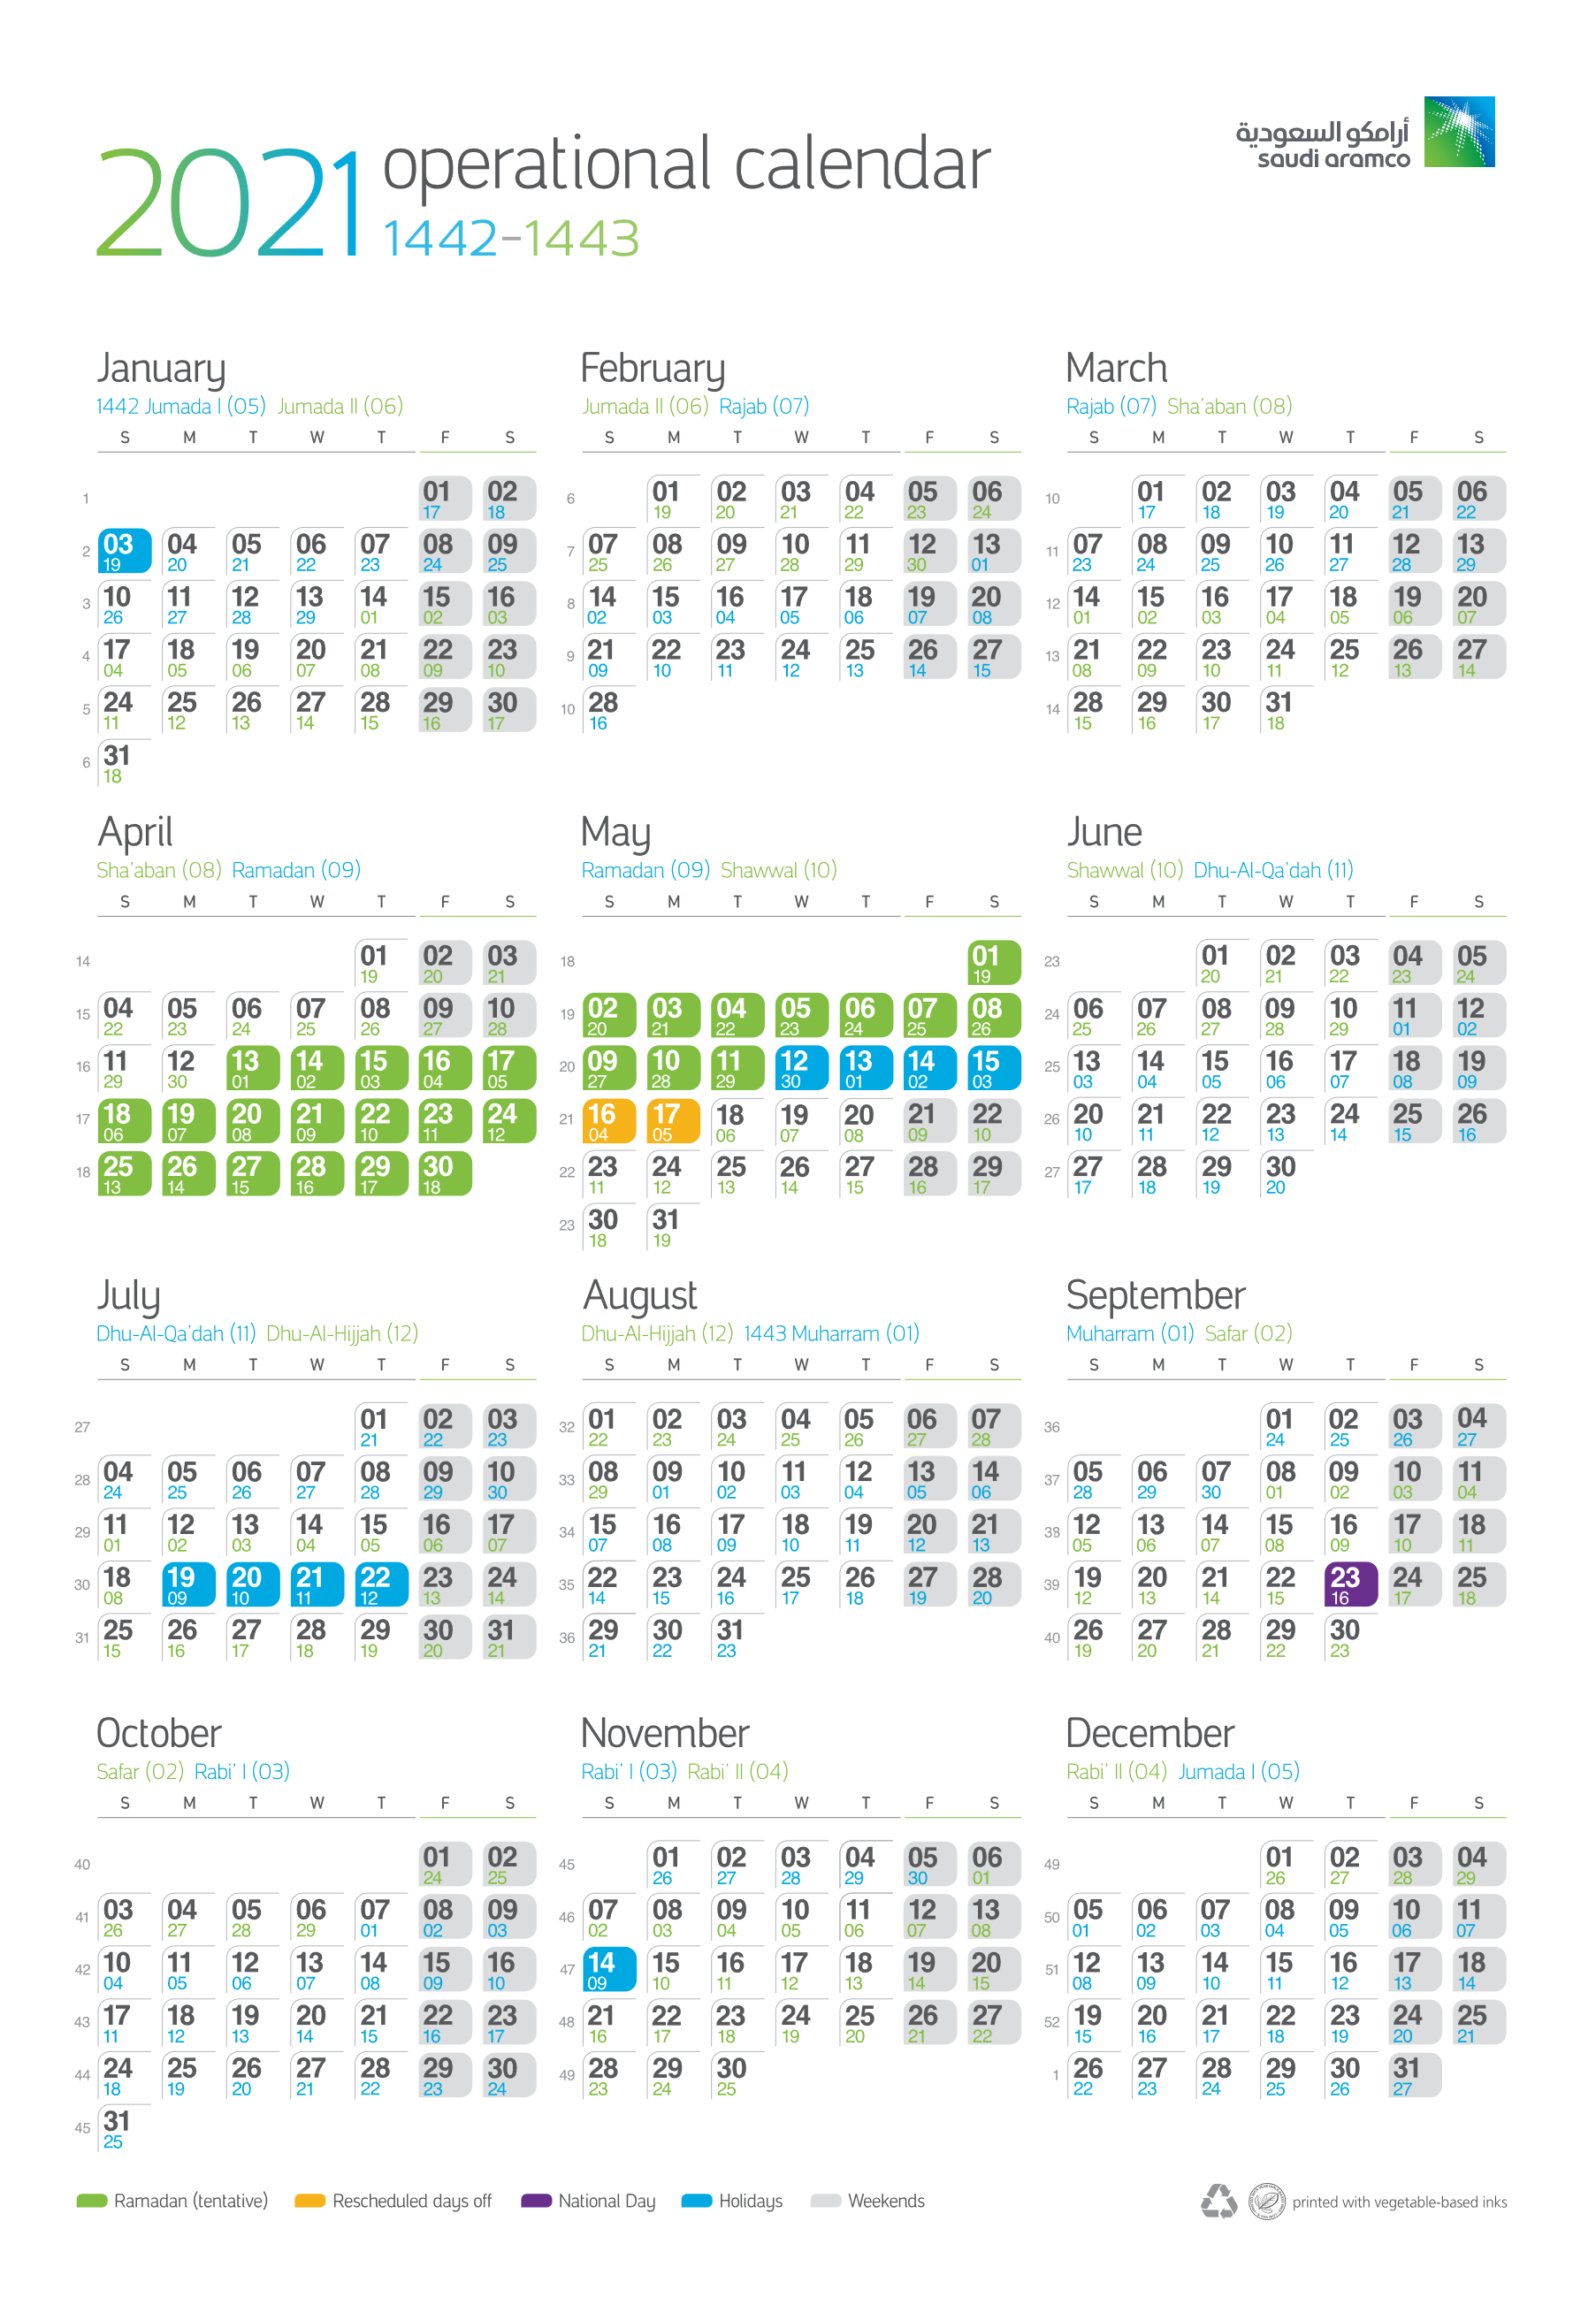 2021 operational calendar
1442-1443
أرامكو السعودية
saudi aramco
January
1442 Jumada I (05) Jumada II (06)
S M T W T F S
1 01 02
17 18
2 03 04 05 06 07 08 09
19 20 21 22 23 24 25
3 10 11 12 13 14 15 16
26 27 28 29 01 02 03
4 17 18 19 20 21 22 23
04 05 06 07 08 09 10
5 24 25 26 27 28 29 30
11 12 13 14 15 16 17
6 31
18
February
Jumada II (06) Rajab (07)
S M T W T F S
6 01 02 03 04 05 06
19 20 21 22 23 24
7 07 08 09 10 11 12 13
25 26 27 28 29 30 01
8 14 15 16 17 18 19 20
02 03 04 05 06 07 08
9 21 22 23 24 25 26 27
09 10 11 12 13 14 15
10 28
16
March
Rajab (07) Sha'aban (08)
S M T W T F S
10 01 02 03 04 05 06
17 18 19 20 21 22
11 07 08 09 10 11 12 13
23 24 25 26 27 28 29
12 14 15 16 17 18 19 20
01 02 03 04 05 06 07
13 21 22 23 24 25 26 27
08 09 10 11 12 13 14
14 28 29 30 31
15 16 17 18
April
Sha'aban (08) Ramadan (09)
S M T W T F S
14 01 02 03
19 20 21
15 04 05 06 07 08 09 10
22 23 24 25 26 27 28
16 11 12 13 14 15 16 17
29 30 01 02 03 04 05
17 18 19 20 21 22 23 24
06 07 08 09 10 11 12
18 25 26 27 28 29 30
13 14 15 16 17 18
May
Ramadan (09) Shawwal (10)
S M T W T F S
18 01
19
19 02 03 04 05 06 07 08
20 21 22 23 24 25 26
20 09 10 11 12 13 14 15
27 28 29 30 01 02 03
21 16 17 18 19 20 21 22
04 05 06 07 08 09 10
22 23 24 25 26 27 28 29
11 12 13 14 15 16 17
23 30 31
18 19
June
Shawwal (10) Dhu-Al-Qa'dah (11)
S M T W T F S
23 01 02 03 04 05
20 21 22 23 24
24 06 07 08 09 10 11 12
25 26 27 28 29 01 02
25 13 14 15 16 17 18 19
03 04 05 06 07 08 09
26 20 21 22 23 24 25 26
10 11 12 13 14 15 16
27 27 28 29 30
17 18 19 20
July
Dhu-Al-Qa'dah (11) Dhu-Al-Hijjah (12)
S M T W T F S
27 01 02 03
21 22 23
28 04 05 06 07 08 09 10
24 25 26 27 28 29 30
29 11 12 13 14 15 16 17
01 02 03 04 05 06 07
30 18 19 20 21 22 23 24
08 09 10 11 12 13 14
31 25 26 27 28 29 30 31
15 16 17 18 19 20 21
August
Dhu-Al-Hijjah (12) 1443 Muharram (01)
S M T W T F S
32 01 02 03 04 05 06 07
22 23 24 25 26 27 28
33 08 09 10 11 12 13 14
29 01 02 03 04 05 06
34 15 16 17 18 19 20 21
07 08 09 10 11 12 13
35 22 23 24 25 26 27 28
14 15 16 17 18 19 20
36 29 30 31
21 22 23
September
Muharram (01) Safar (02)
S M T W T F S
36 01 02 03 04
24 25 26 27
37 05 06 07 08 09 10 11
28 29 30 01 02 03 04
38 12 13 14 15 16 17 18
05 06 07 08 09 10 11
39 19 20 21 22 23 24 25
12 13 14 15 16 17 18
40 26 27 28 29 30
19 20 21 22 23
October
Safar (02) Rabi' I (03)
S M T W T F S
40 01 02
24 25
41 03 04 05 06 07 08 09
26 27 28 29 01 02 03
42 10 11 12 13 14 15 16
04 05 06 07 08 09 10
43 17 18 19 20 21 22 23
11 12 13 14 15 16 17
44 24 25 26 27 28 29 30
18 19 20 21 22 23 24
45 31
25
November
Rabi' I (03) Rabi' II (04)
S M T W T F S
45 01 02 03 04 05 06
26 27 28 29 30 01
46 07 08 09 10 11 12 13
02 03 04 05 06 07 08
47 14 15 16 17 18 19 20
09 10 11 12 13 14 15
48 21 22 23 24 25 26 27
16 17 18 19 20 21 22
49 28 29 30
23 24 25
December
Rabi' II (04) Jumada I (05)
S M T W T F S
49 01 02 03 04
26 27 28 29
50 05 06 07 08 09 10 11
01 02 03 04 05 06 07
51 12 13 14 15 16 17 18
08 09 10 11 12 13 14
52 19 20 21 22 23 24 25
15 16 17 18 19 20 21
1 26 27 28 29 30 31
22 23 24 25 26 27
Ramadan (tentative) Rescheduled days off National Day Holidays Weekends
printed with vegetable-based inks